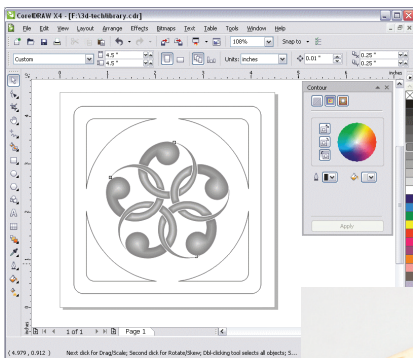 CorelDRAW X4 - [F:\3d-techlibrary.cdr]
File Edit View Layout Arrange Effects Bitmaps Text Table Tools Window Help
108% Snap to
Custom 4.5 " 4.5 " Units: inches 0.01 " 0.25 " 0.25 "
inches
Contour
Apply
1 of 1 Page 1
( 4.979 , 0.912 ) Next click for Drag/Scale; Second click for Rotate/Skew; Dbl-clicking tool selects all objects; S...